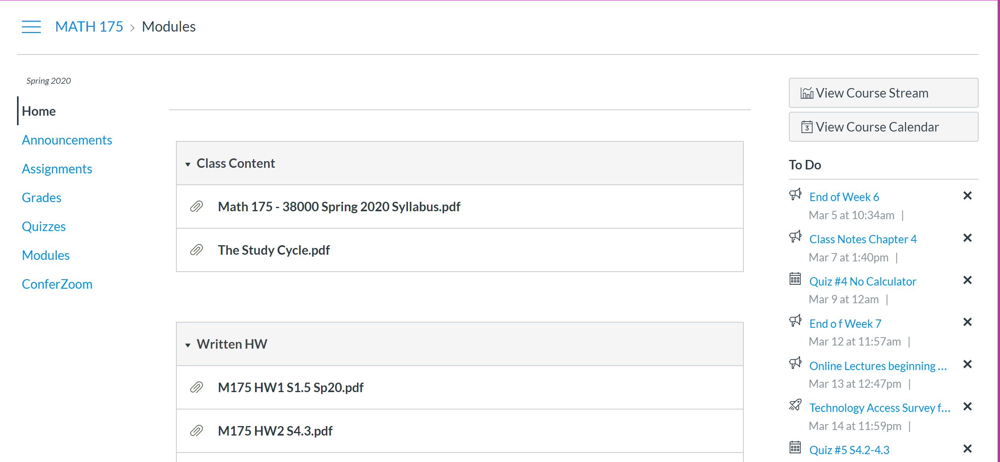 MATH 175 > Modules
Spring 2020
Home
Announcements
Assignments
Grades
Quizzes
Modules
ConferZoom
Class Content
Math 175 - 38000 Spring 2020 Syllabus.pdf
The Study Cycle.pdf
Written HW
M175 HW1 S1.5 Sp20.pdf
M175 HW2 S4.3.pdf
View Course Stream
3 View Course Calendar
To Do
End of Week 6
Mar 5 at 10:34am |
Class Notes Chapter 4
Mar 7 at 1:40pm |
Quiz #4 No Calculator
Mar 9 at 12am |
End o f Week 7
Mar 12 at 11:57am |
Online Lectures beginning ...
Mar 13 at 12:47pm |
Technology Access Survey f...
Mar 14 at 11:59pm |
Quiz #5 S4.2-4.3